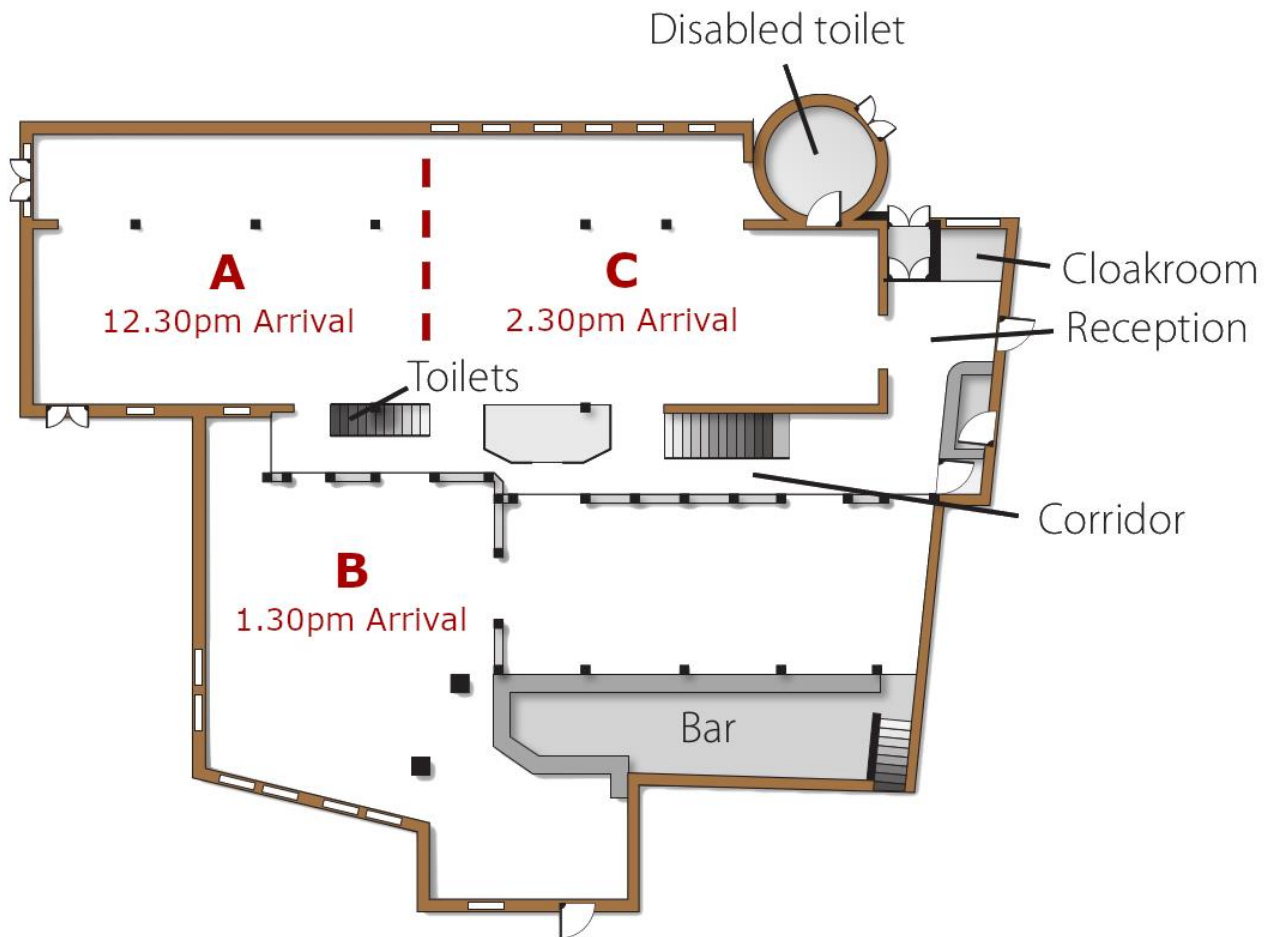 Disabled toilet
A
12.30pm Arrival
C
2.30pm Arrival
Cloakroom
Reception
Toilets
Corridor
B
1.30pm Arrival
Bar